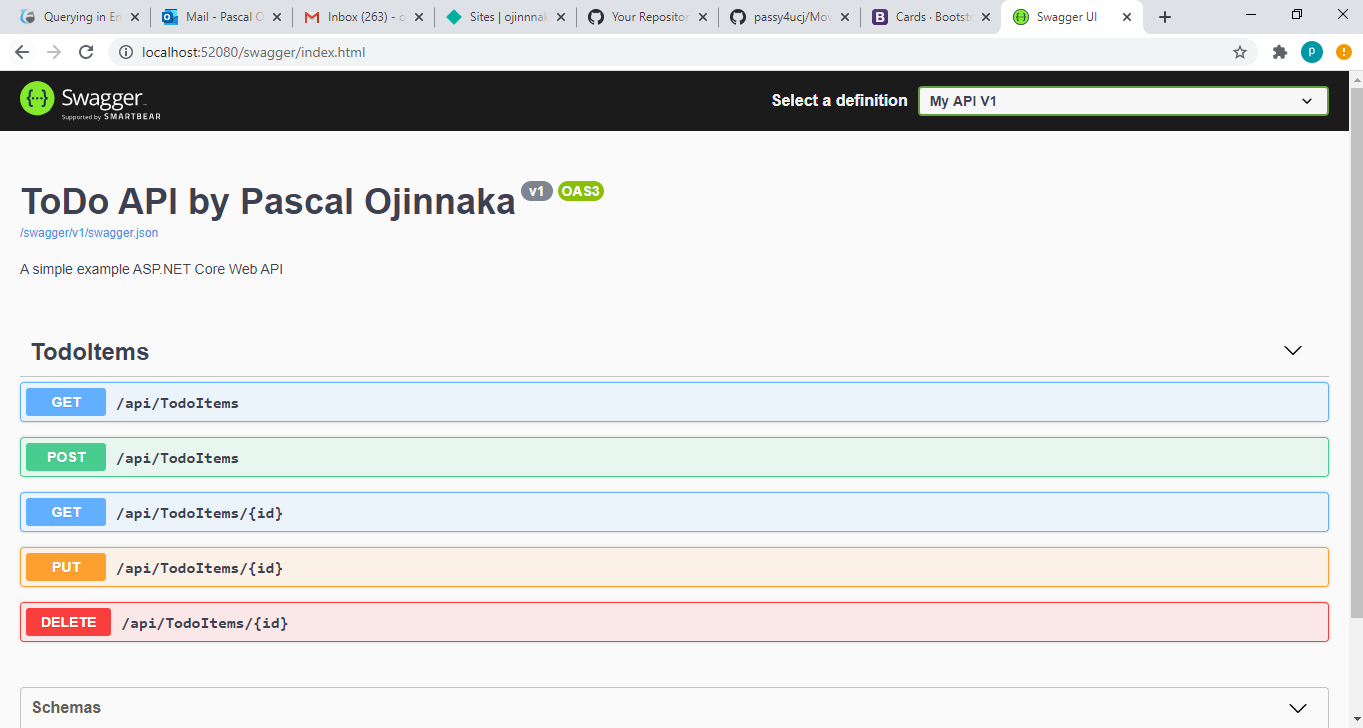 Querying in En
Mail - Pascal O
Inbox (263) - o
Sites | ojinnnak
Your Repositor
passy4ucj/Mov
Cards · Bootstr
Swagger UI
localhost:52080/swagger/index.html
P
Swagger
Supported by SMARTBEAR
Select a definition
My API V1
ToDo API by Pascal Ojinnaka v1 OAS3
/swagger/v1/swagger.json
A simple example ASP.NET Core Web API
TodoItems
GET /api/TodoItems
POST /api/TodoItems
GET /api/TodoItems/{id}
PUT /api/TodoItems/{id}
DELETE /api/TodoItems/{id}
Schemas